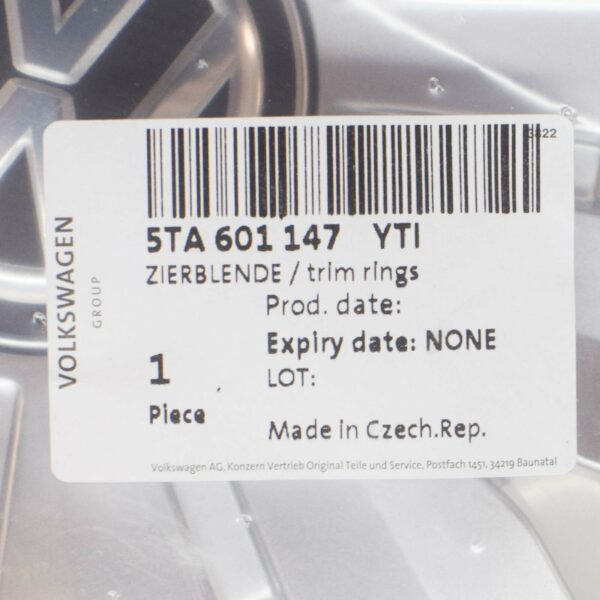 3822
5TA 601 147 YTI
ZIERBLENDE / trim rings
Prod. date:
Expiry date: NONE
LOT:
1
Piece
Made in Czech.Rep.
Volkswagen AG, Konzern Vertrieb Original Teile und Service, Postfach 1451, 34219 Baunatal
VOLKSWAGEN
GROUP